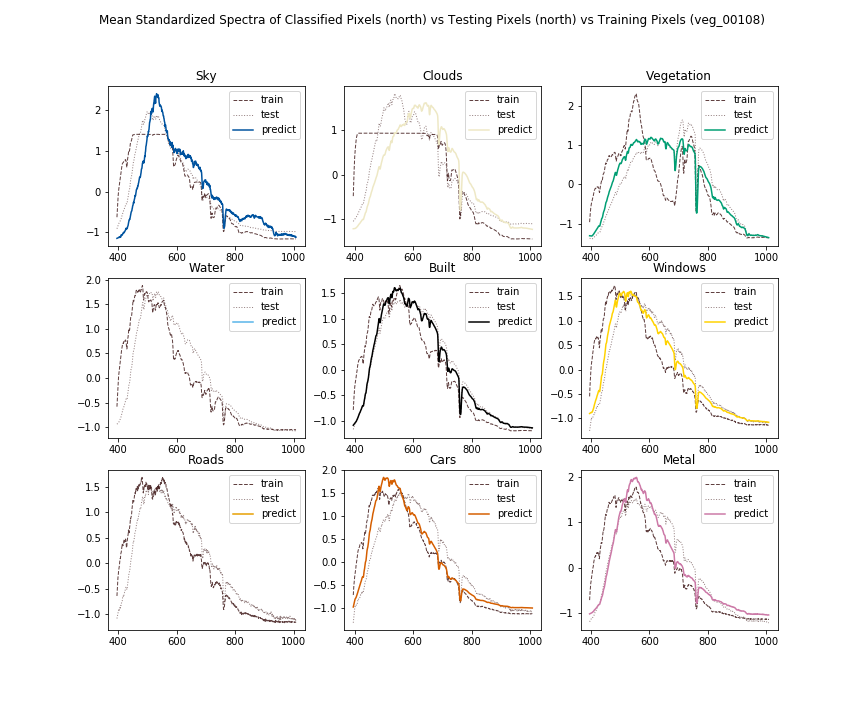 Mean Standardized Spectra of Classified Pixels (north) vs Testing Pixels (north) vs Training Pixels (veg_00108)
Sky
Clouds
Vegetation
train
test
predict
train
test
predict
train
test
predict
2
1
0
−1
1
0
−1
2
1
0
−1
400 600 800 1000
400 600 800 1000
400 600 800 1000
Water
Built
Windows
train
test
predict
train
test
predict
train
test
predict
2.0
1.5
1.0
0.5
0.0
−0.5
−1.0
1.5
1.0
0.5
0.0
−0.5
−1.0
1.5
1.0
0.5
0.0
−0.5
−1.0
400 600 800 1000
400 600 800 1000
400 600 800 1000
Roads
Cars
Metal
train
test
predict
train
test
predict
train
test
predict
1.5
1.0
0.5
0.0
−0.5
−1.0
2.0
1.5
1.0
0.5
0.0
−0.5
−1.0
2
1
0
−1
400 600 800 1000
400 600 800 1000
400 600 800 1000